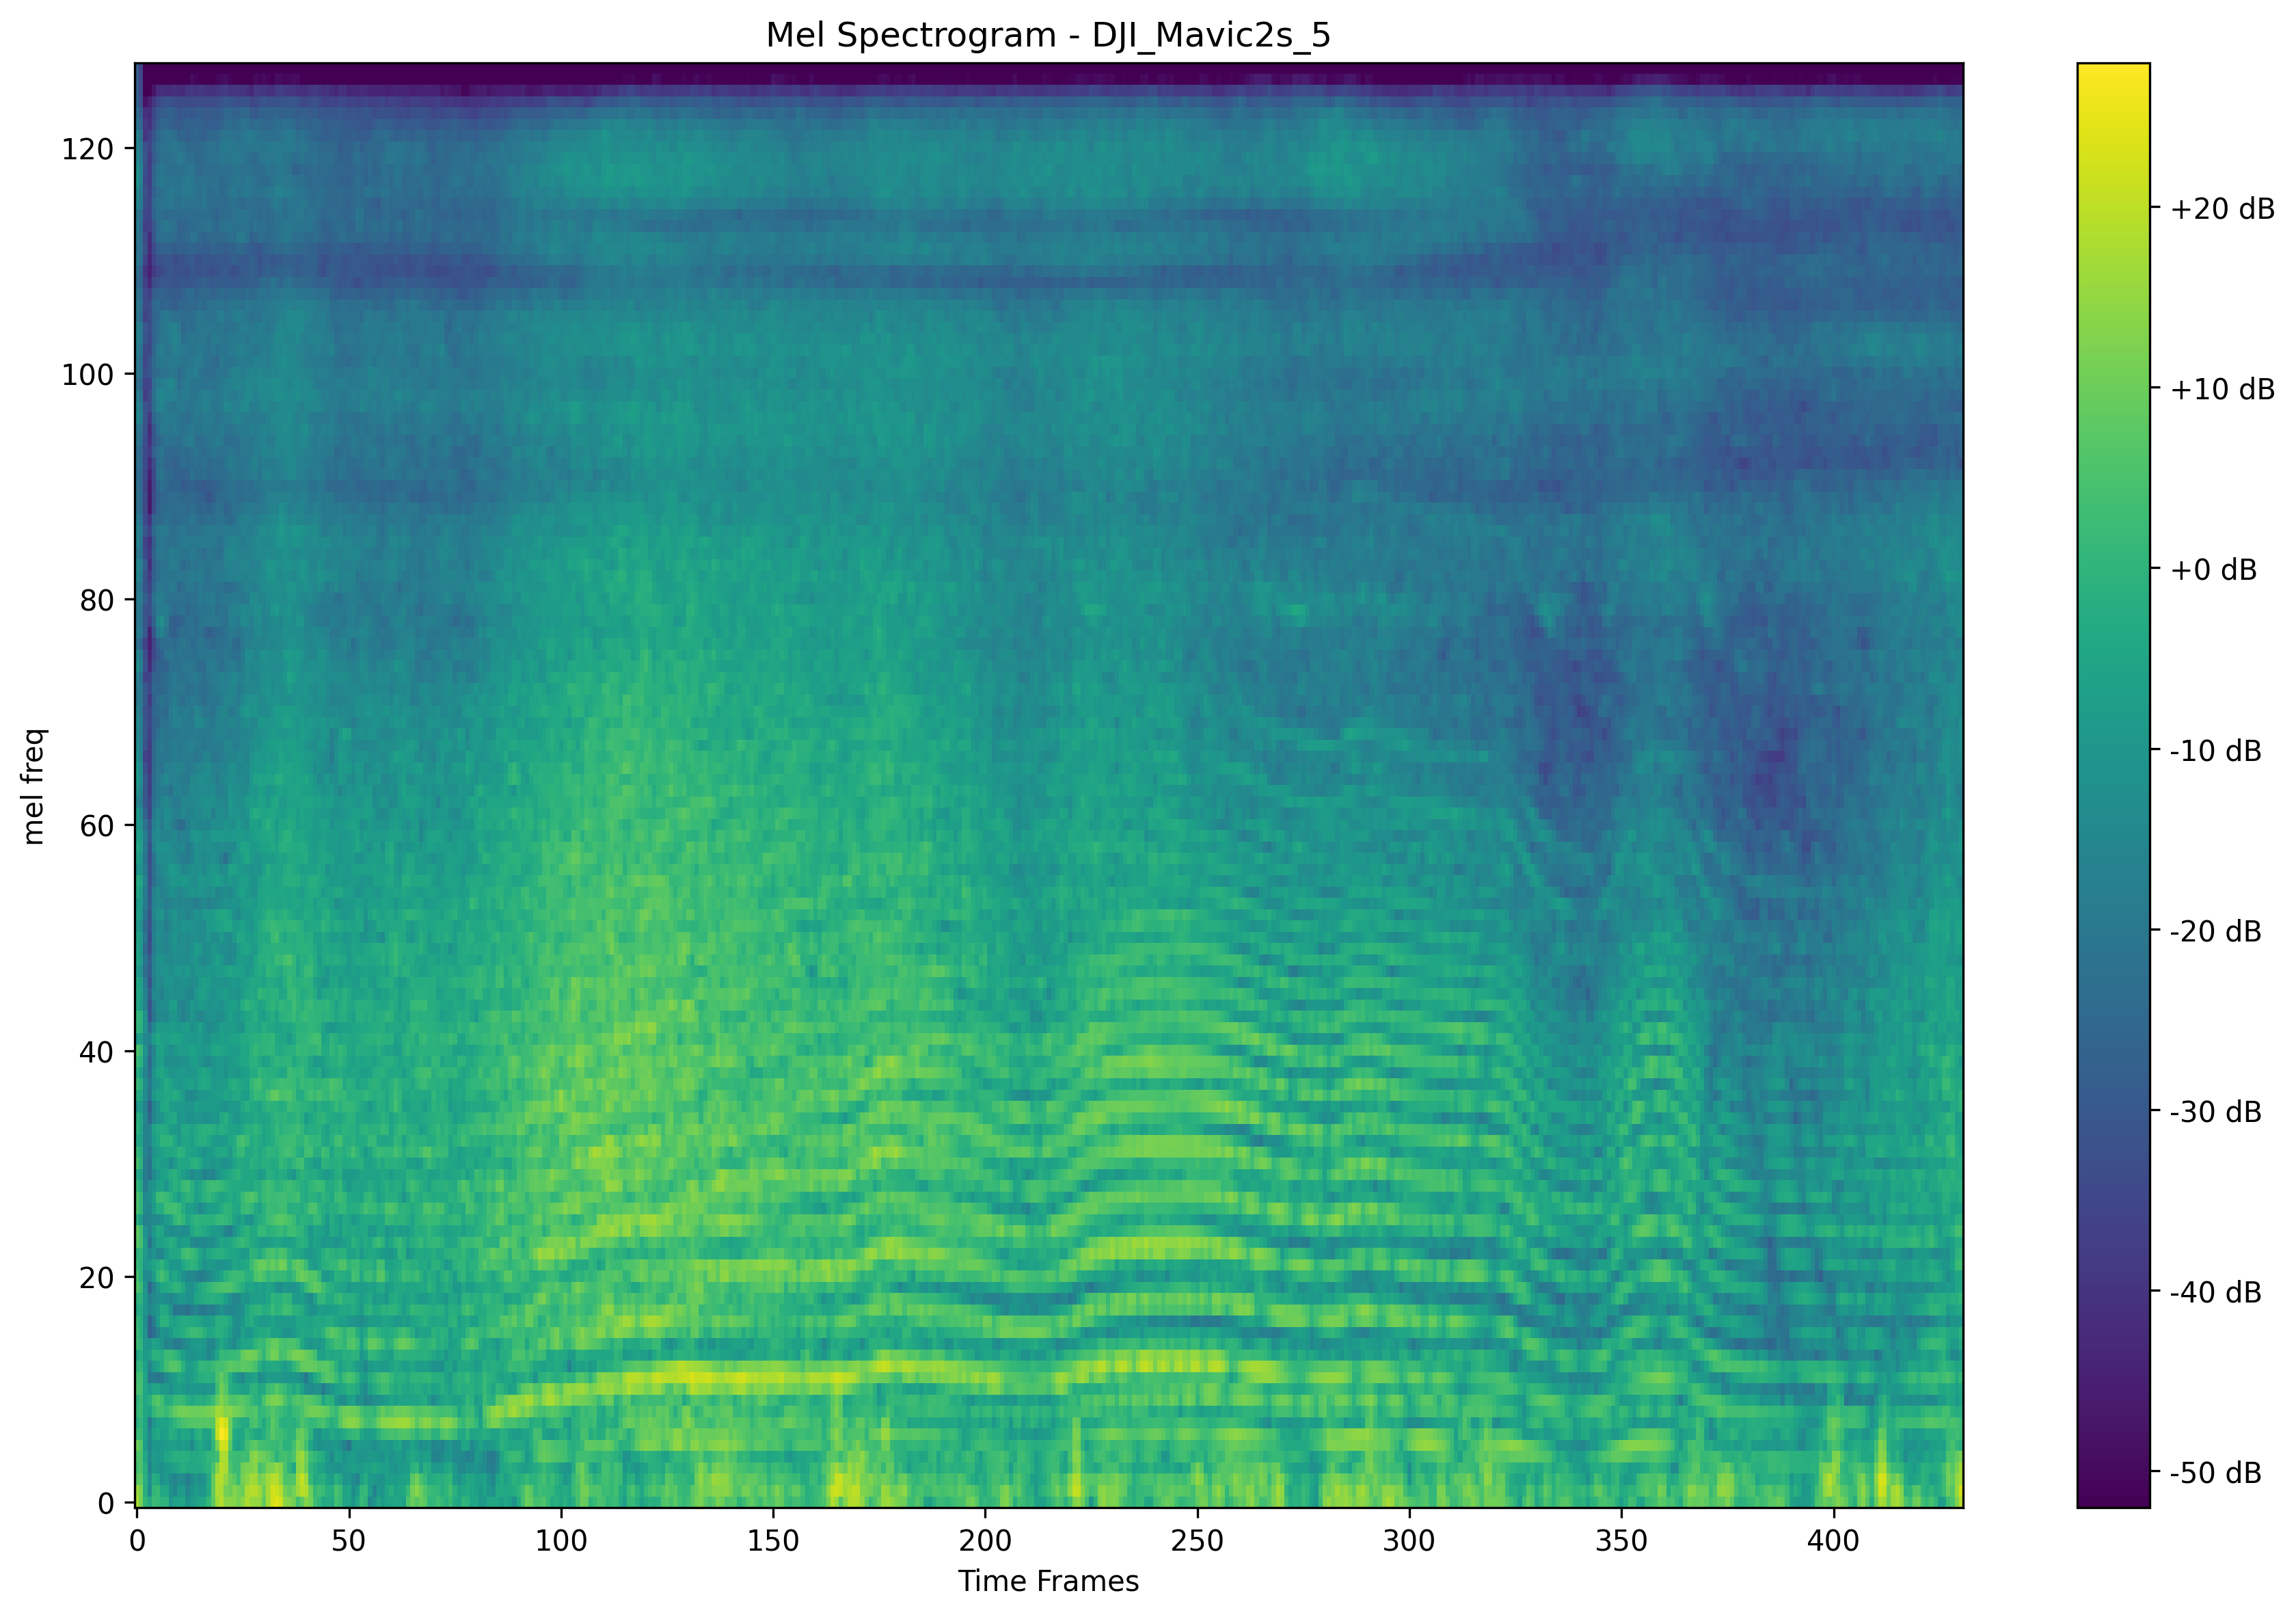 Mel Spectrogram - DJI_Mavic2s_5
mel freq
120
100
80
60
40
20
0
0 50 100 150 200 250 300 350 400
Time Frames
+20 dB
+10 dB
+0 dB
-10 dB
-20 dB
-30 dB
-40 dB
-50 dB